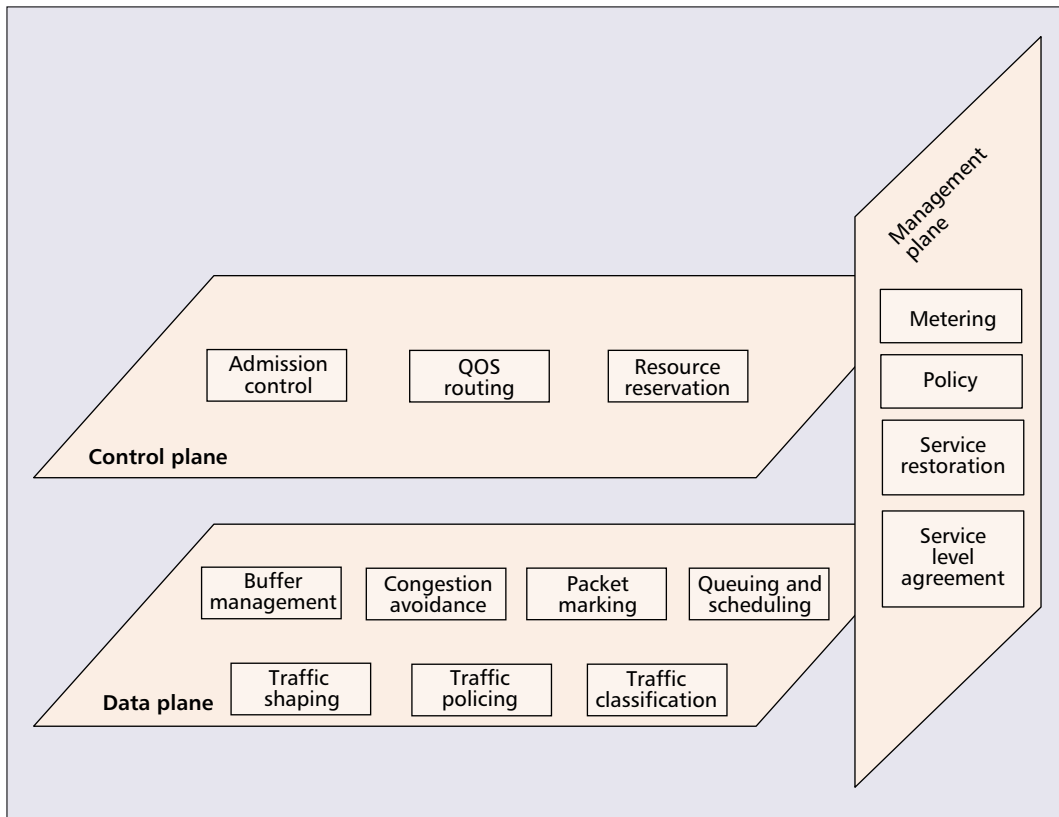 Management
plane
Metering
Policy
Service
restoration
Service
level
agreement
Admission
control
QOS
routing
Resource
reservation
Control plane
Buffer
management
Congestion
avoidance
Packet
marking
Queuing and
scheduling
Traffic
shaping
Traffic
policing
Traffic
classification
Data plane